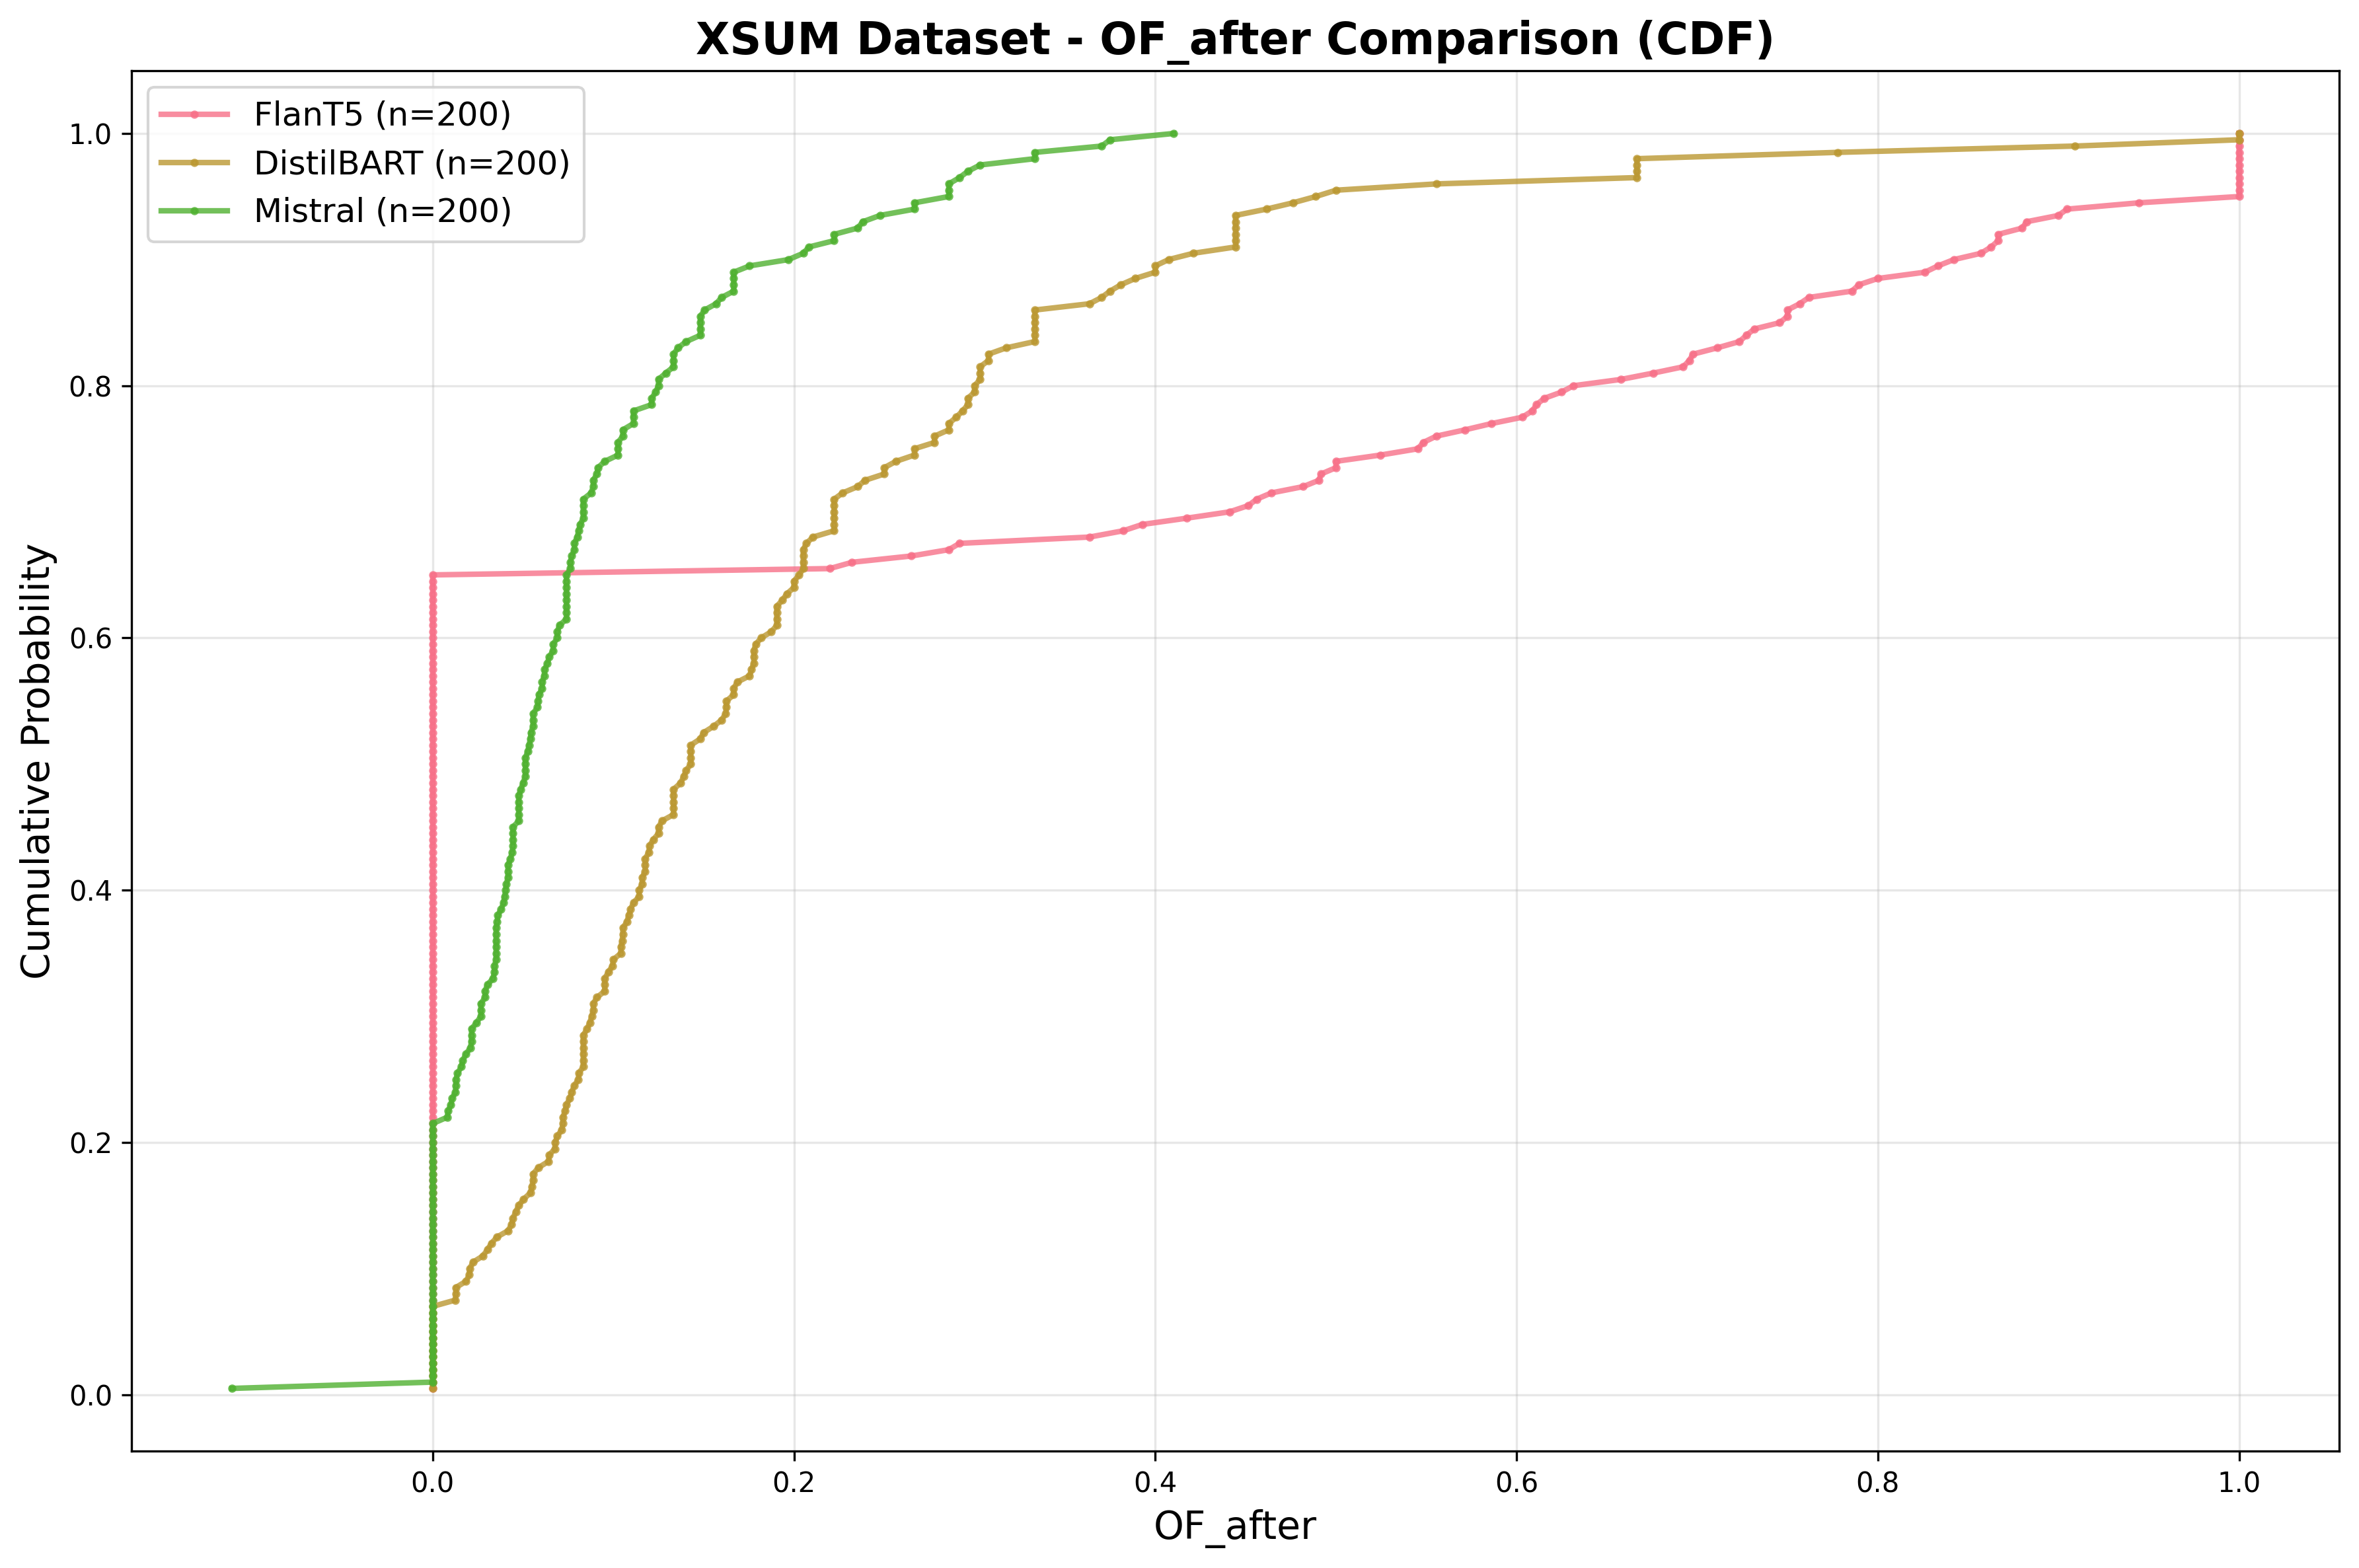 XSUM Dataset - OF_after Comparison (CDF)
FlanT5 (n=200)
DistilBART (n=200)
Mistral (n=200)
Cumulative Probability
1.0
0.8
0.6
0.4
0.2
0.0
0.0 0.2 0.4 0.6 0.8 1.0
OF_after